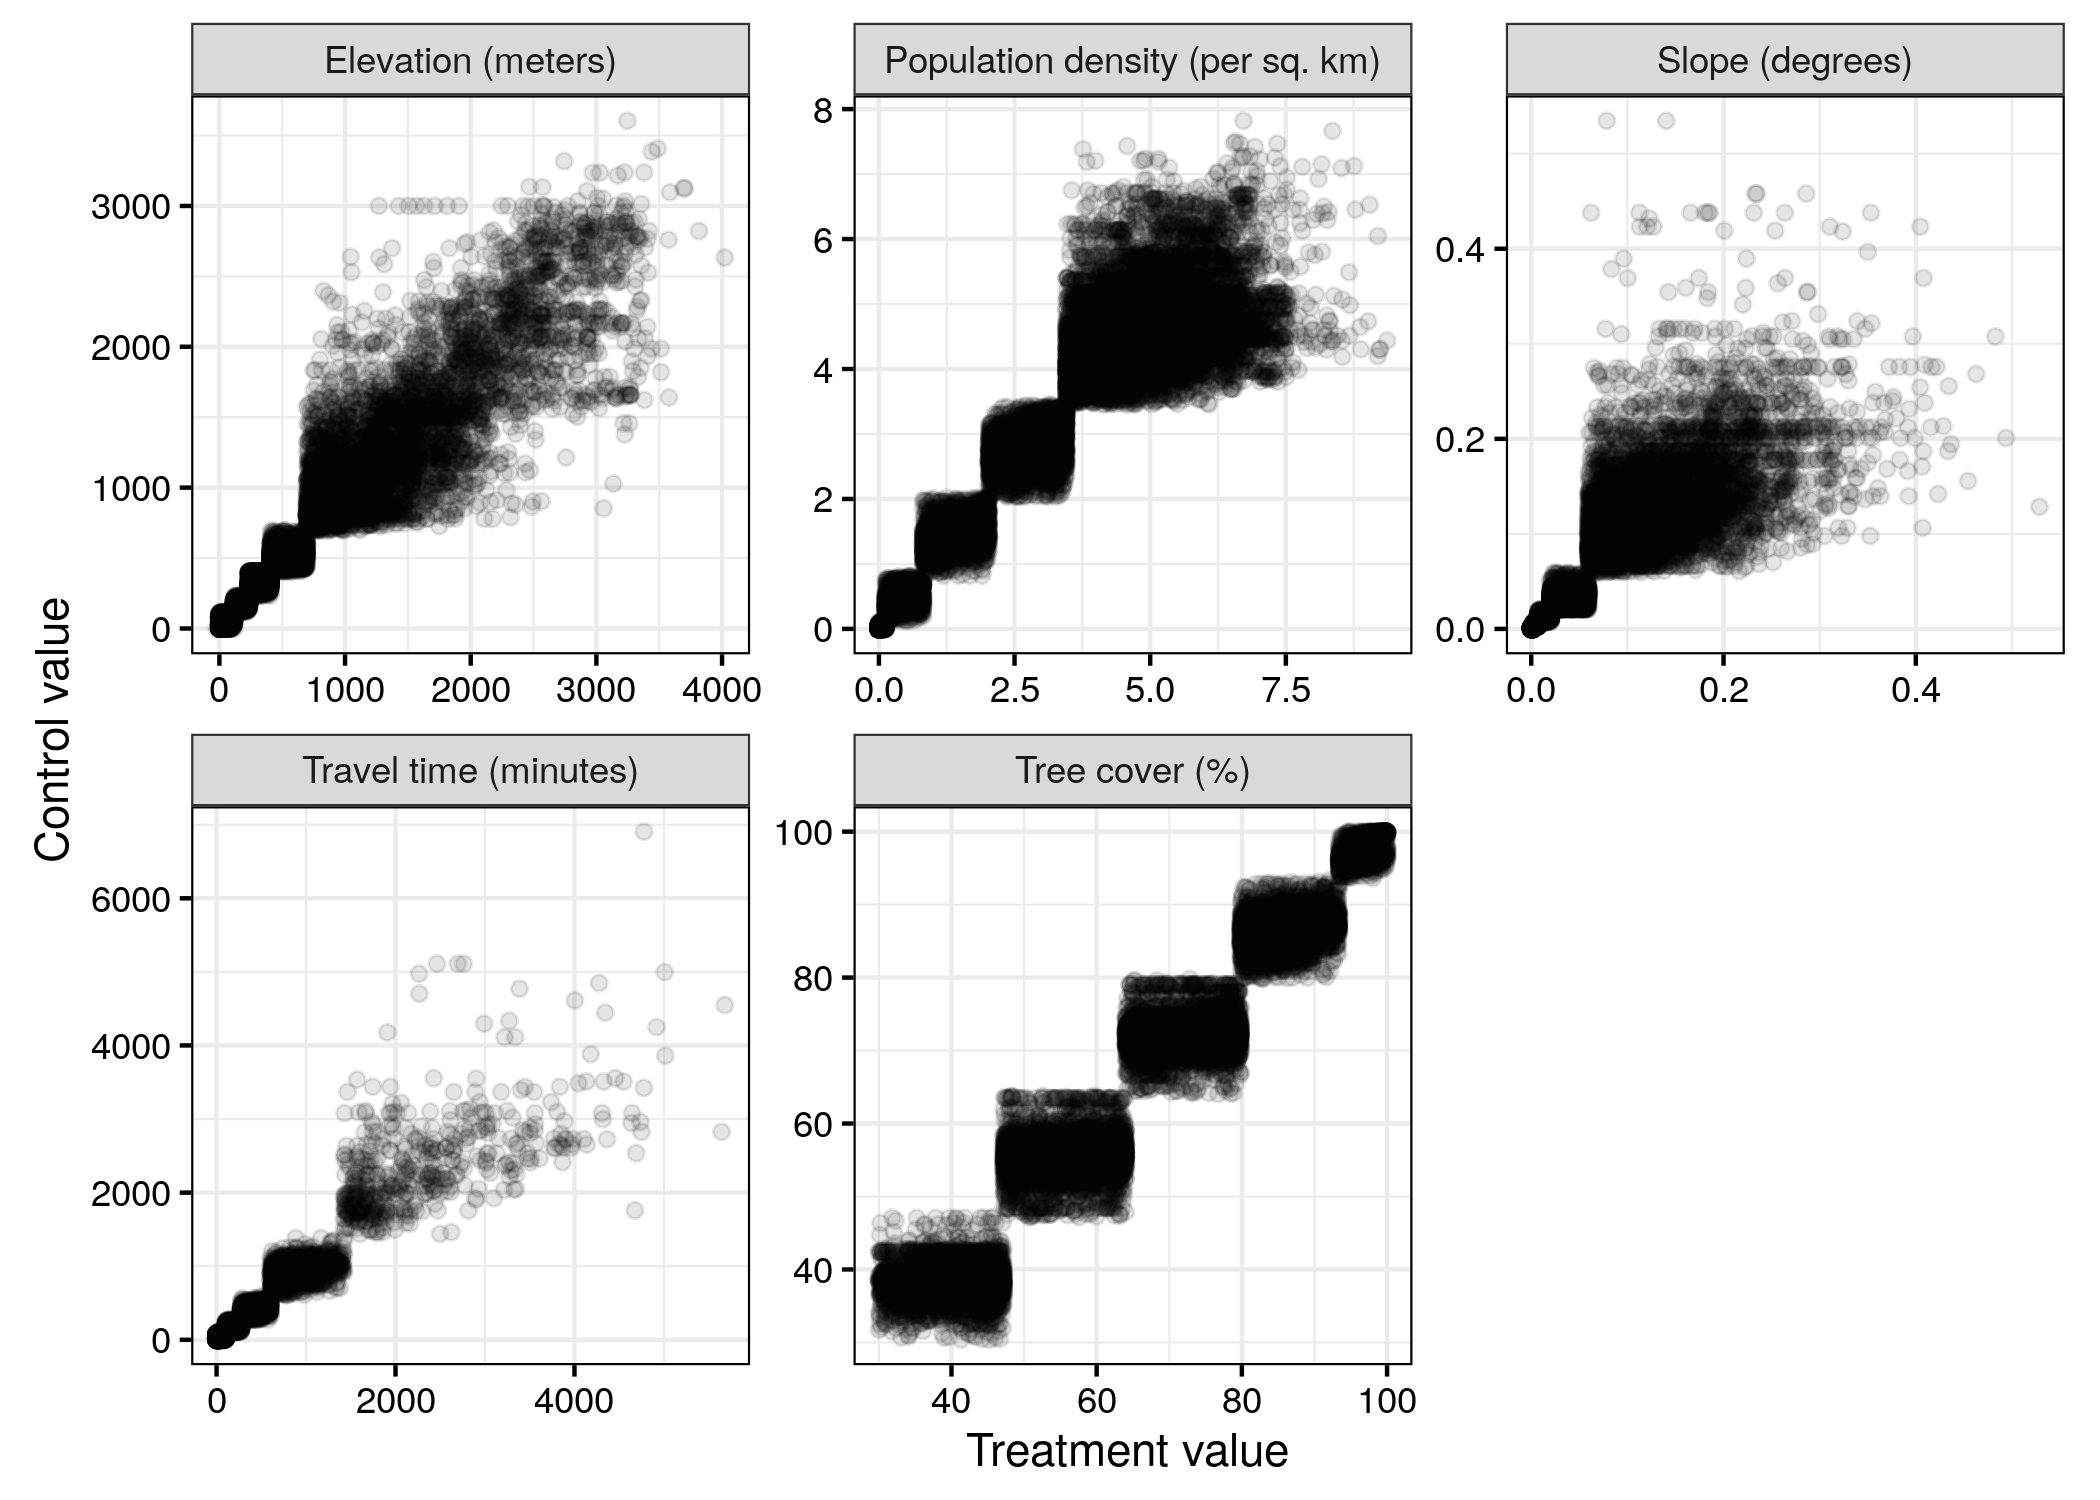 Elevation (meters)
Population density (per sq. km)
Slope (degrees)
3000
2000
1000
0
0 1000 2000 3000 4000
8
6
4
2
0
0.0 2.5 5.0 7.5
0.4
0.2
0.0
0.0 0.2 0.4
Control value
Travel time (minutes)
Tree cover (%)
6000
4000
2000
0
0 2000 4000
100
80
60
40
40 60 80 100
Treatment value